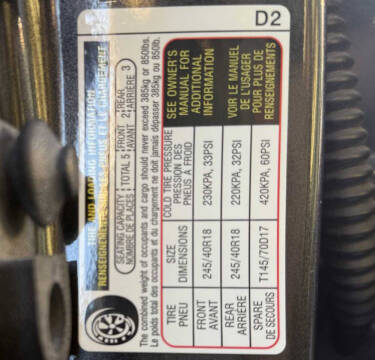 TIRE AND LOADING INFORMATION
RENSEIGNEMENTS SUR LES PNEUS ET LE CHARGEMENT
SEATING CAPACITY TOTAL 5 FRONT 2 REAR 3
NOMBRE DE PLACES AVANT ARRIÈRE
The combined weight of occupants and cargo should never exceed 385kg or 850lbs.
Le poids total des occupants et du chargement ne doit jamais dépasser 385kg ou 850lb.
TIRE SIZE COLD TIRE PRESSURE
PNEU DIMENSIONS PRESSION DES PNEUS À FROID
FRONT AVANT 245/40R18 230KPA, 33PSI
REAR ARRIÈRE 245/40R18 220KPA, 32PSI
SPARE DE SECOURS T145/70D17 420KPA, 60PSI
SEE OWNER'S
MANUAL FOR
ADDITIONAL
INFORMATION
VOIR LE MANUEL
DE L'USAGER
POUR PLUS DE
RENSEIGNEMENTS
D2